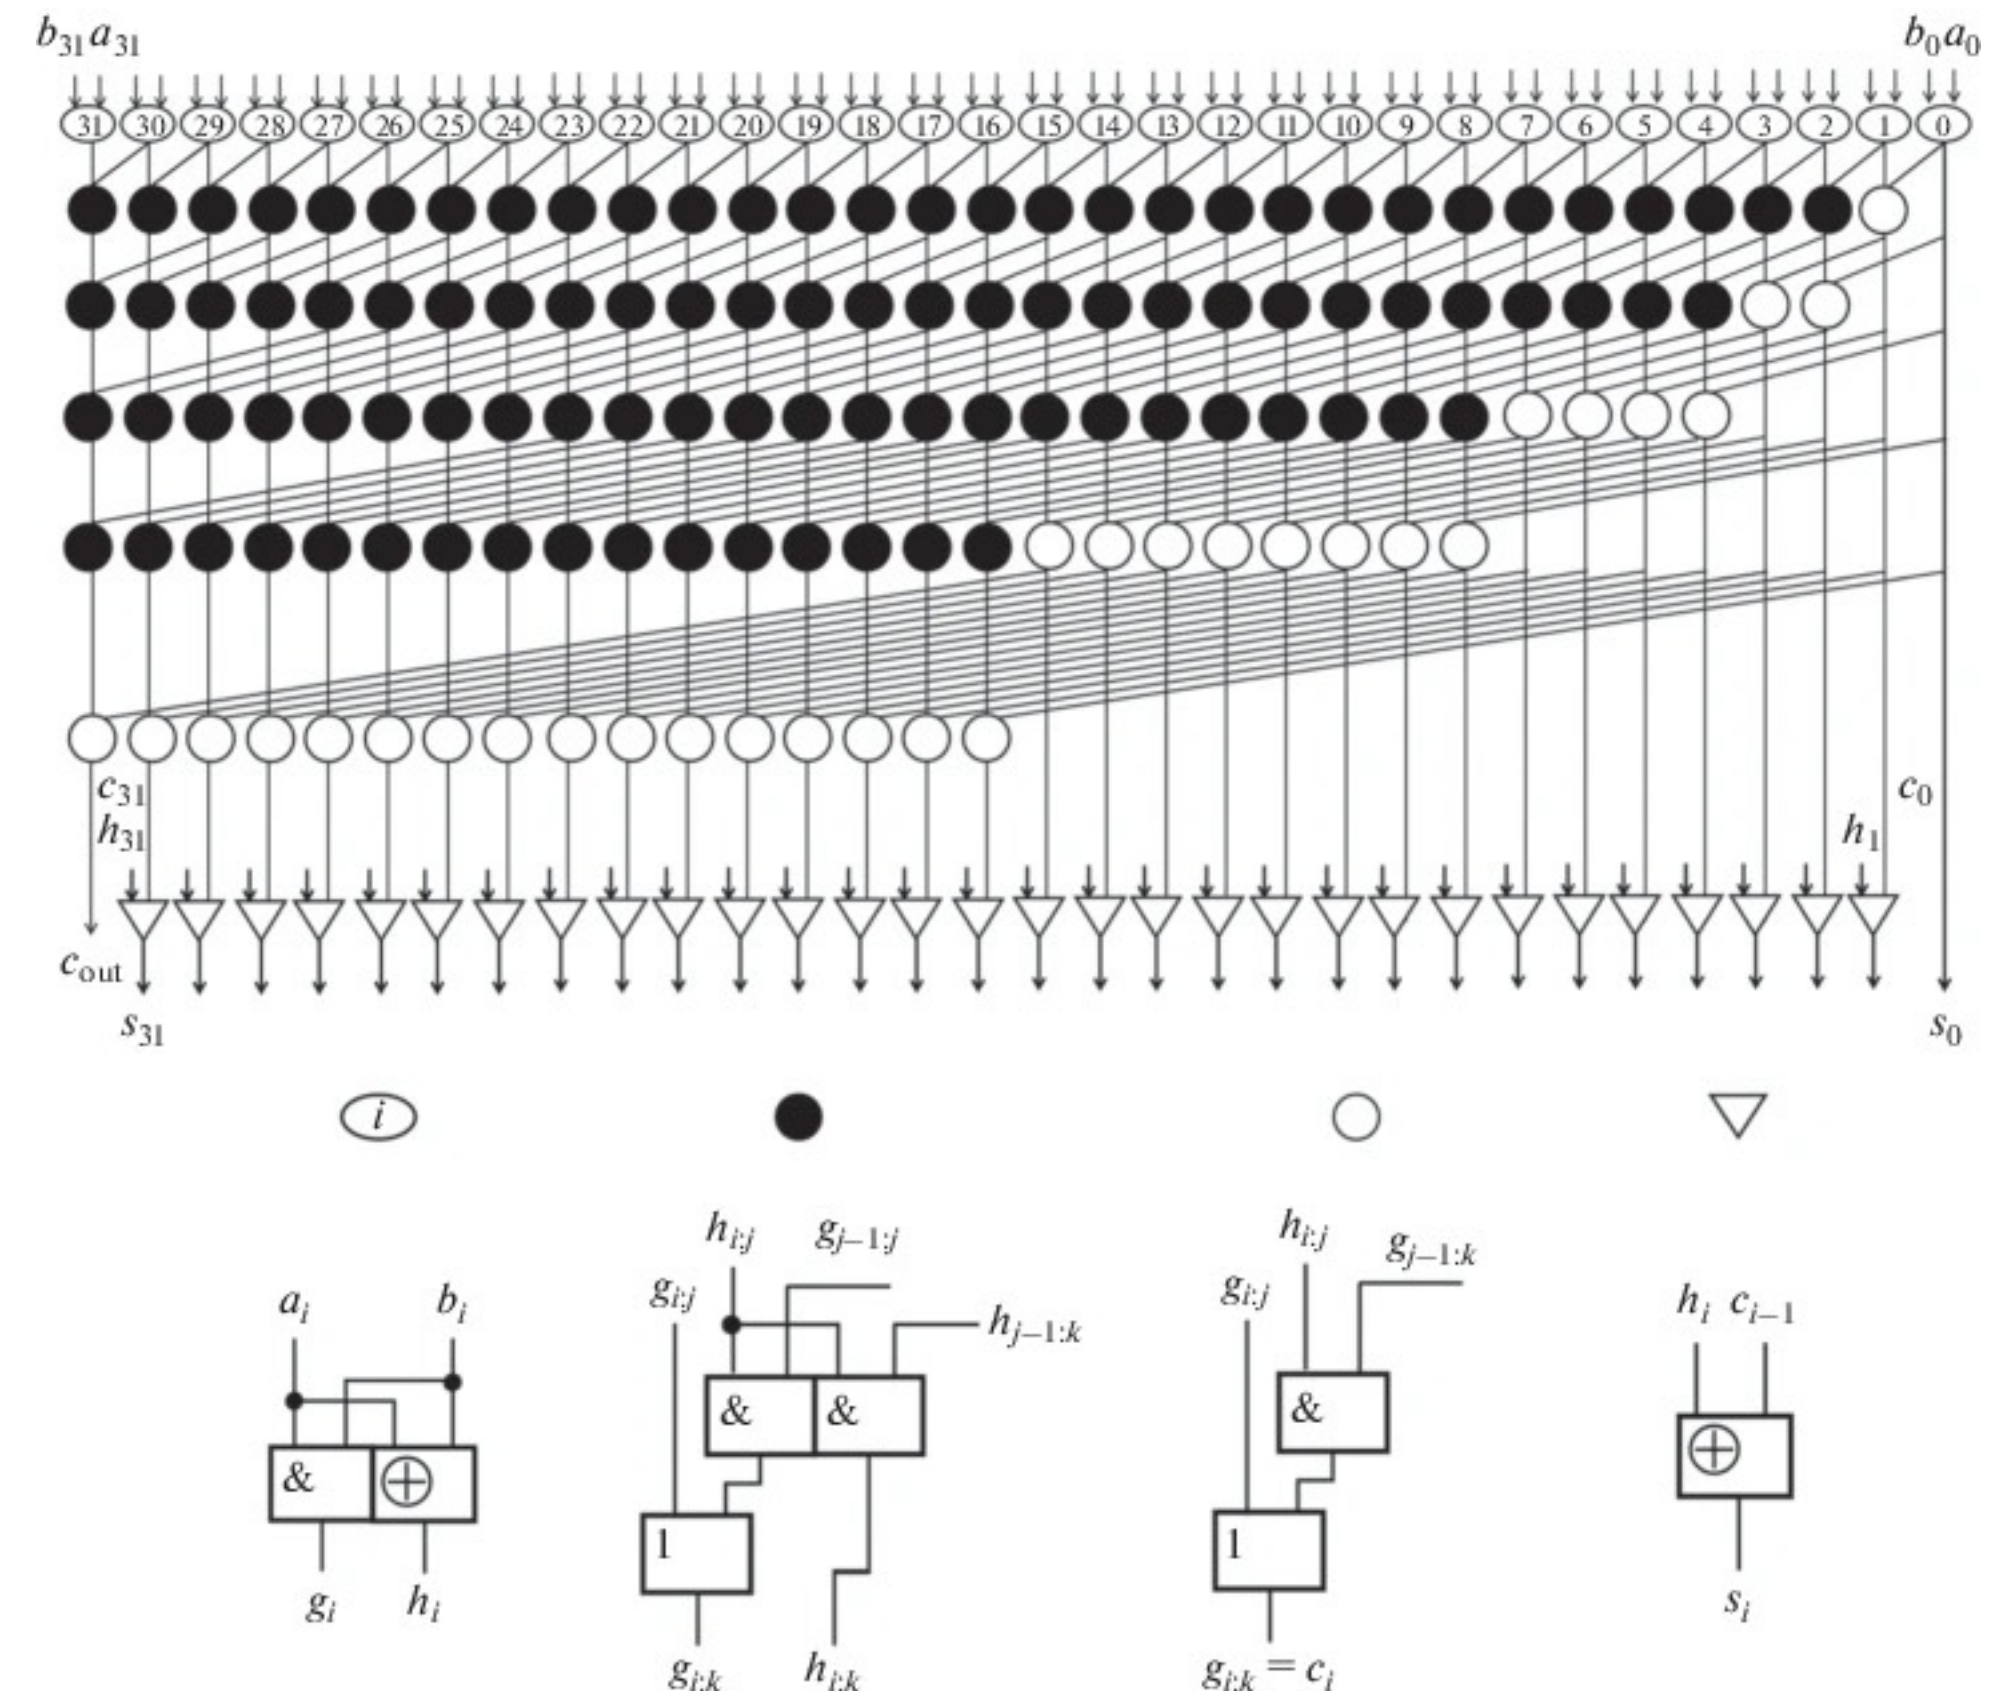 b31 a31 b0 a0
31 30 29 28 27 26 25 24 23 22 21 20 19 18 17 16 15 14 13 12 11 10 9 8 7 6 5 4 3 2 1 0
c31 c0
h31 h1
cout
s31 s0
i
hi:j gj−1:j hi:j gj−1:k
ai bi gi:j hj−1:k gi:j hi ci−1
& ⊕ & & & ⊕
1 1
gi hi si
gi:k hi:k gi:k = ci